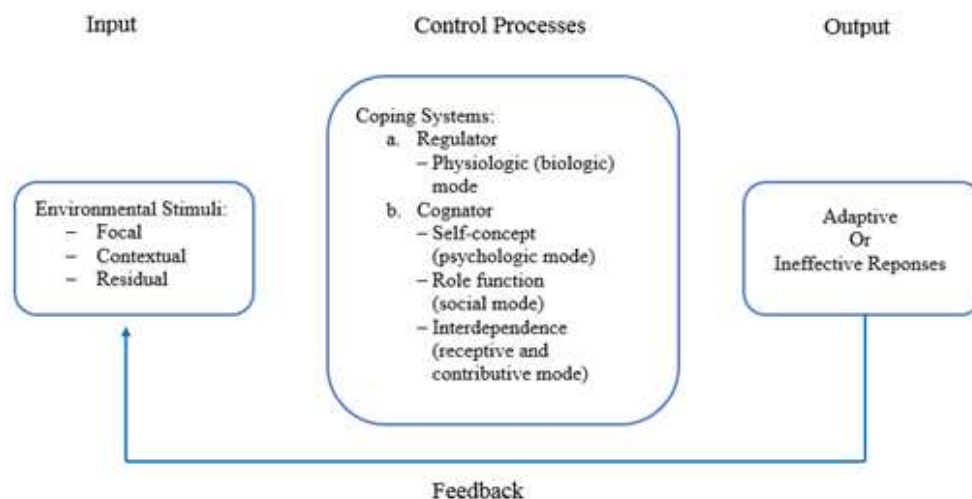 Input
Control Processes
Output
Environmental Stimuli:
– Focal
– Contextual
– Residual
Coping Systems:
a. Regulator
– Physiologic (biologic)
mode
b. Cognator
– Self-concept
(psychologic mode)
– Role function
(social mode)
– Interdependence
(receptive and
contributive mode)
Adaptive
Or
Ineffective Reponses
Feedback